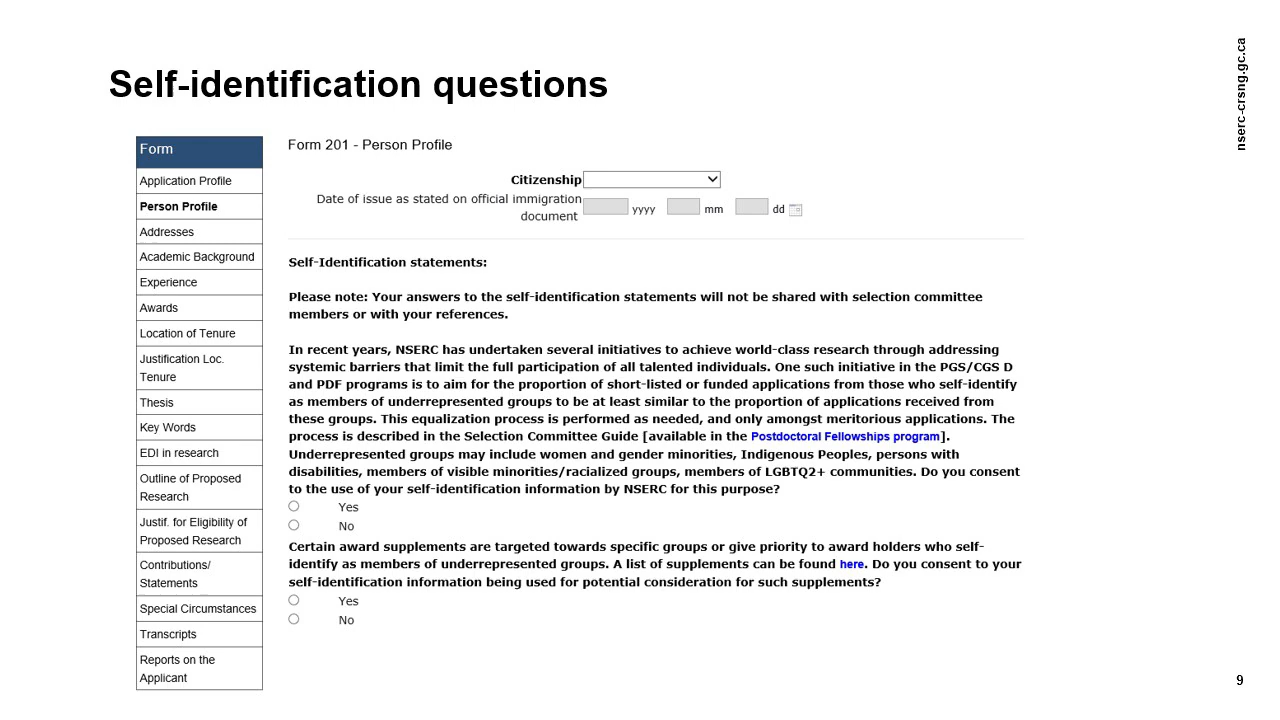 nserc-crsng.gc.ca
Self-identification questions
Form
Application Profile
Person Profile
Addresses
Academic Background
Experience
Awards
Location of Tenure
Justification Loc.
Tenure
Thesis
Key Words
EDI in research
Outline of Proposed
Research
Justif. for Eligibility of
Proposed Research
Contributions/
Statements
Special Circumstances
Transcripts
Reports on the
Applicant
Form 201 - Person Profile
Citizenship
Date of issue as stated on official immigration
document yyyy mm dd
Self-Identification statements:
Please note: Your answers to the self-identification statements will not be shared with selection committee
members or with your references.
In recent years, NSERC has undertaken several initiatives to achieve world-class research through addressing
systemic barriers that limit the full participation of all talented individuals. One such initiative in the PGS/CGS D
and PDF programs is to aim for the proportion of short-listed or funded applications from those who self-identify
as members of underrepresented groups to be at least similar to the proportion of applications received from
these groups. This equalization process is performed as needed, and only amongst meritorious applications. The
process is described in the Selection Committee Guide [available in the Postdoctoral Fellowships program].
Underrepresented groups may include women and gender minorities, Indigenous Peoples, persons with
disabilities, members of visible minorities/racialized groups, members of LGBTQ2+ communities. Do you consent
to the use of your self-identification information by NSERC for this purpose?
Yes
No
Certain award supplements are targeted towards specific groups or give priority to award holders who self-
identify as members of underrepresented groups. A list of supplements can be found here. Do you consent to your
self-identification information being used for potential consideration for such supplements?
Yes
No
9